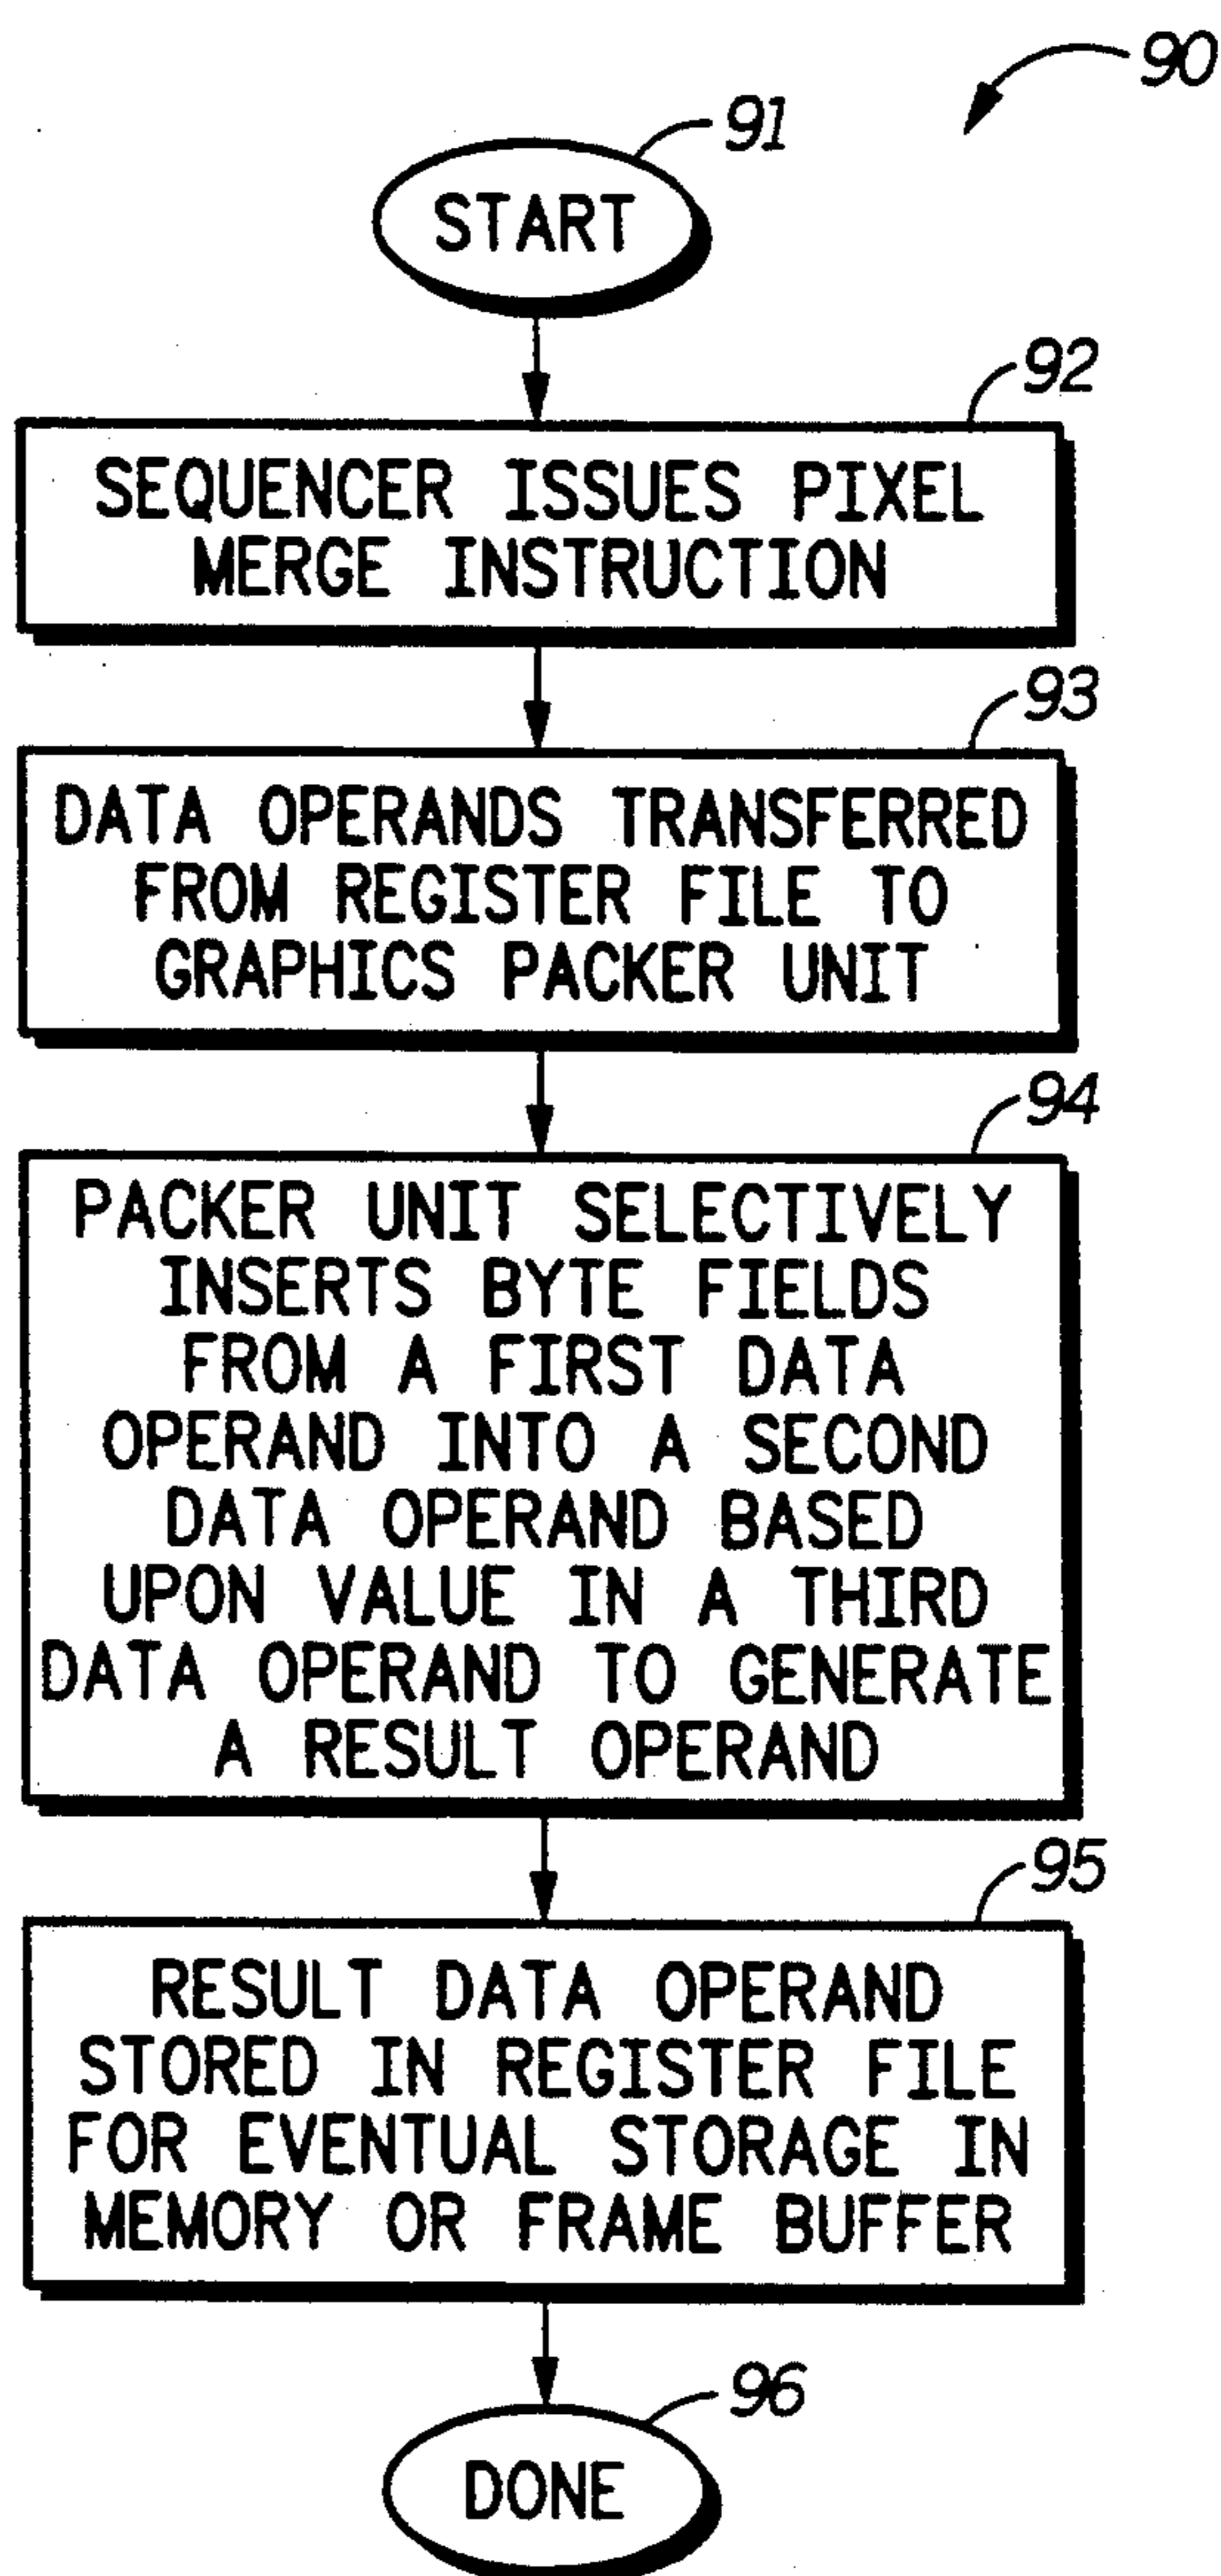 90
91
START
92
SEQUENCER ISSUES PIXEL
MERGE INSTRUCTION
93
DATA OPERANDS TRANSFERRED
FROM REGISTER FILE TO
GRAPHICS PACKER UNIT
94
PACKER UNIT SELECTIVELY
INSERTS BYTE FIELDS
FROM A FIRST DATA
OPERAND INTO A SECOND
DATA OPERAND BASED
UPON VALUE IN A THIRD
DATA OPERAND TO GENERATE
A RESULT OPERAND
95
RESULT DATA OPERAND
STORED IN REGISTER FILE
FOR EVENTUAL STORAGE IN
MEMORY OR FRAME BUFFER
96
DONE